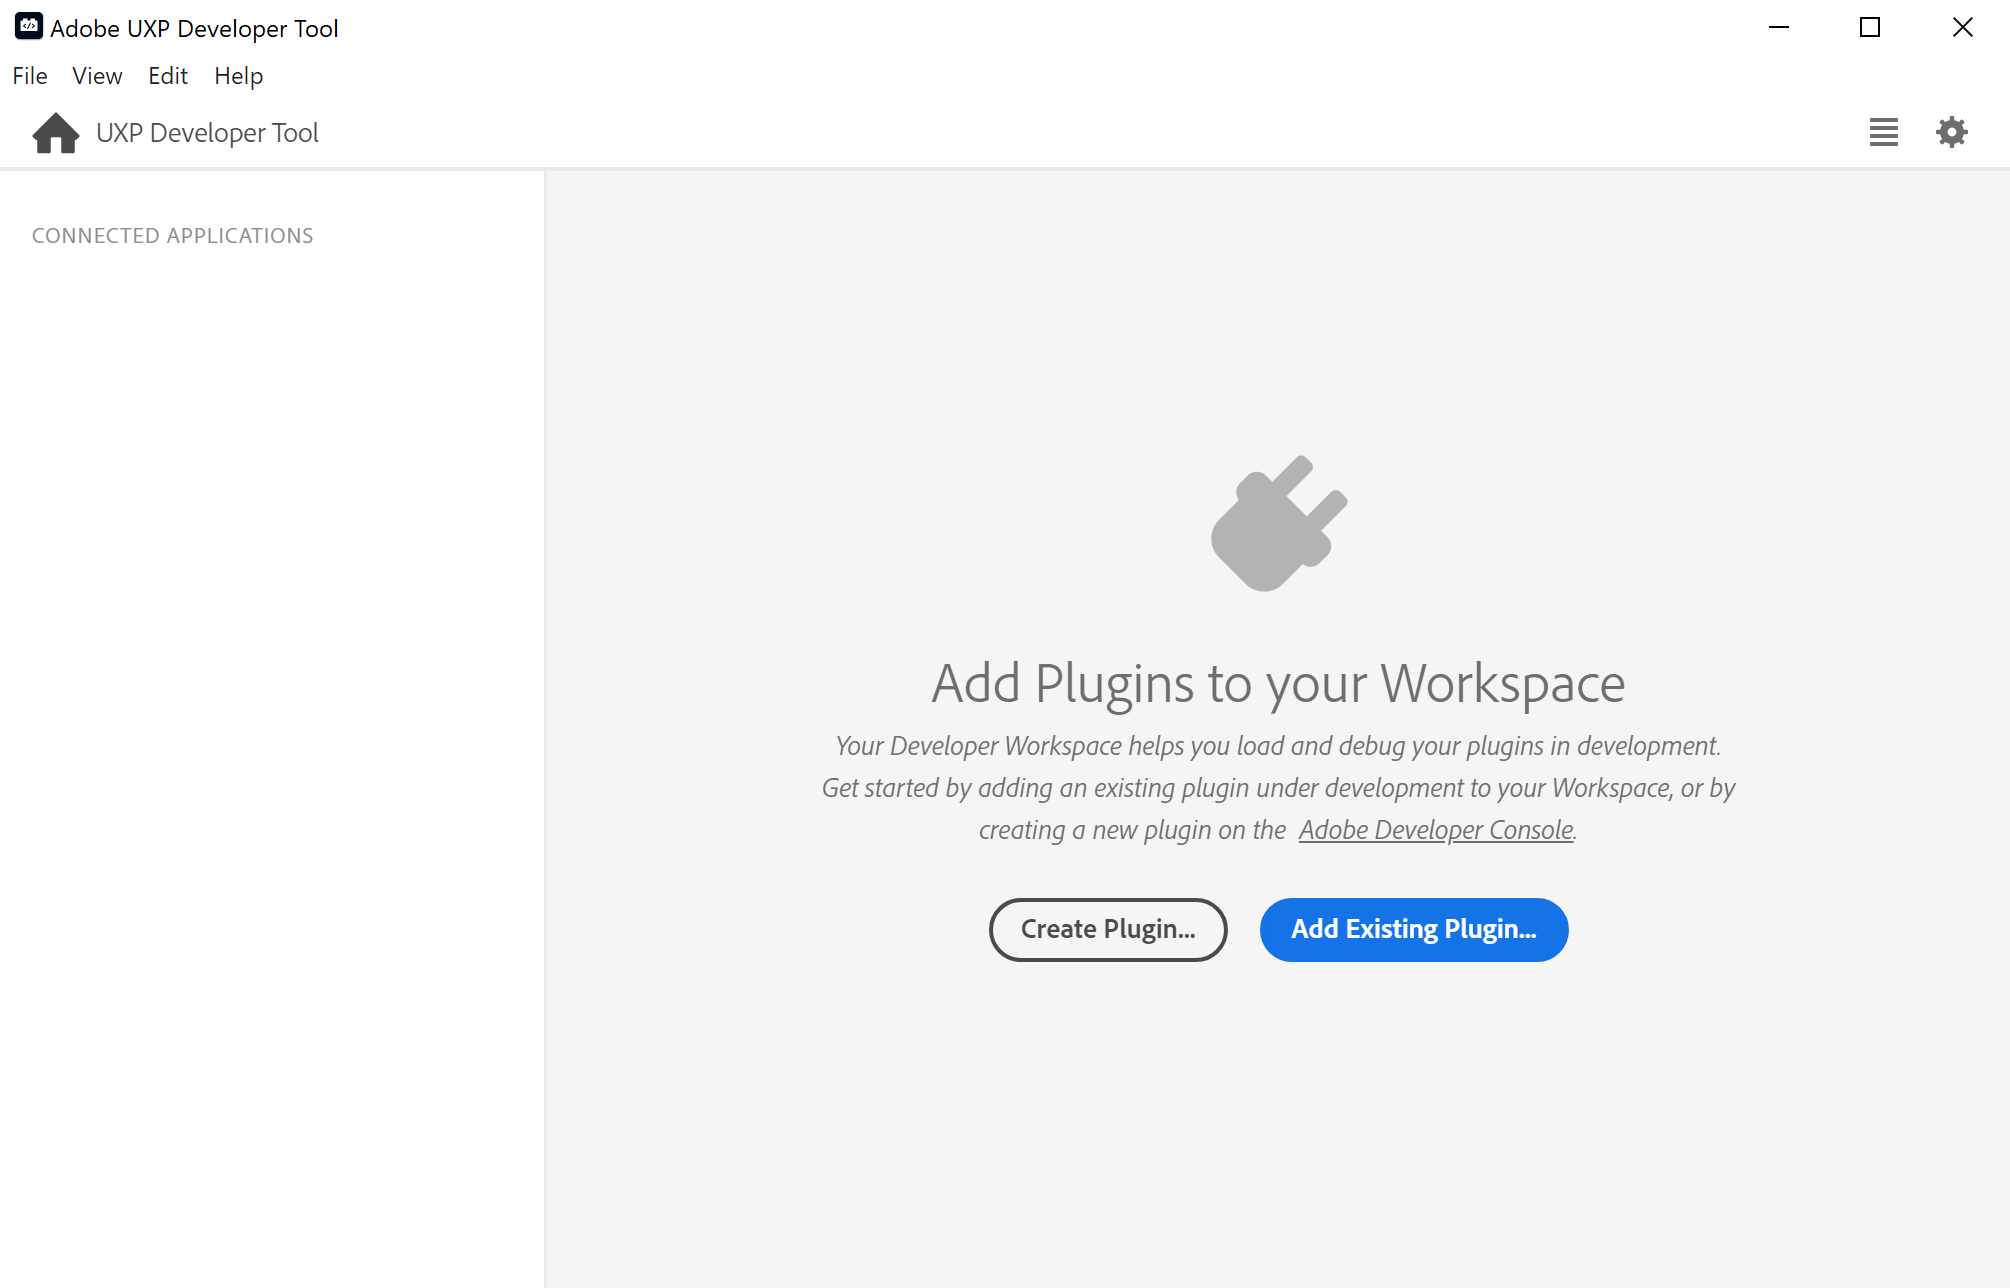 Adobe UXP Developer Tool
File View Edit Help
UXP Developer Tool
CONNECTED APPLICATIONS
Add Plugins to your Workspace
Your Developer Workspace helps you load and debug your plugins in development.
Get started by adding an existing plugin under development to your Workspace, or by
creating a new plugin on the Adobe Developer Console.
Create Plugin...
Add Existing Plugin...